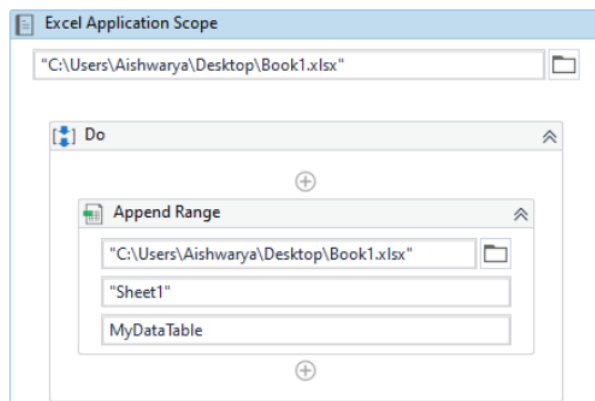 Excel Application Scope
"C:\Users\Aishwarya\Desktop\Book1.xlsx"
Do
Append Range
"C:\Users\Aishwarya\Desktop\Book1.xlsx"
"Sheet1"
MyDataTable